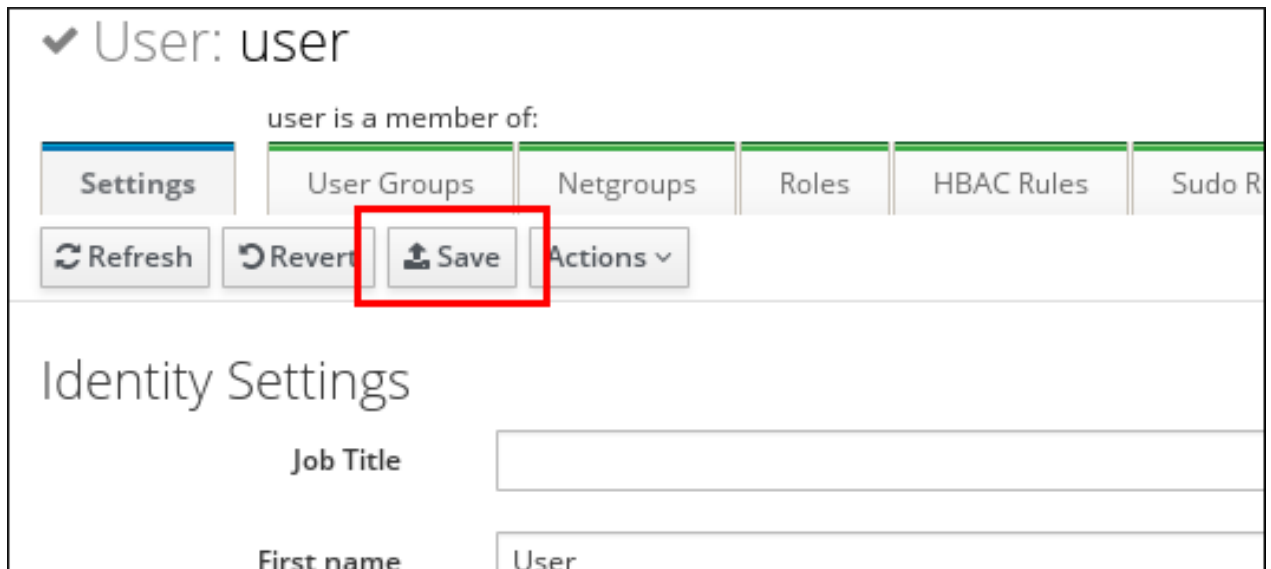 User: user
user is a member of:
Settings User Groups Netgroups Roles HBAC Rules Sudo R
Refresh Revert Save Actions
Identity Settings
Job Title
First name User